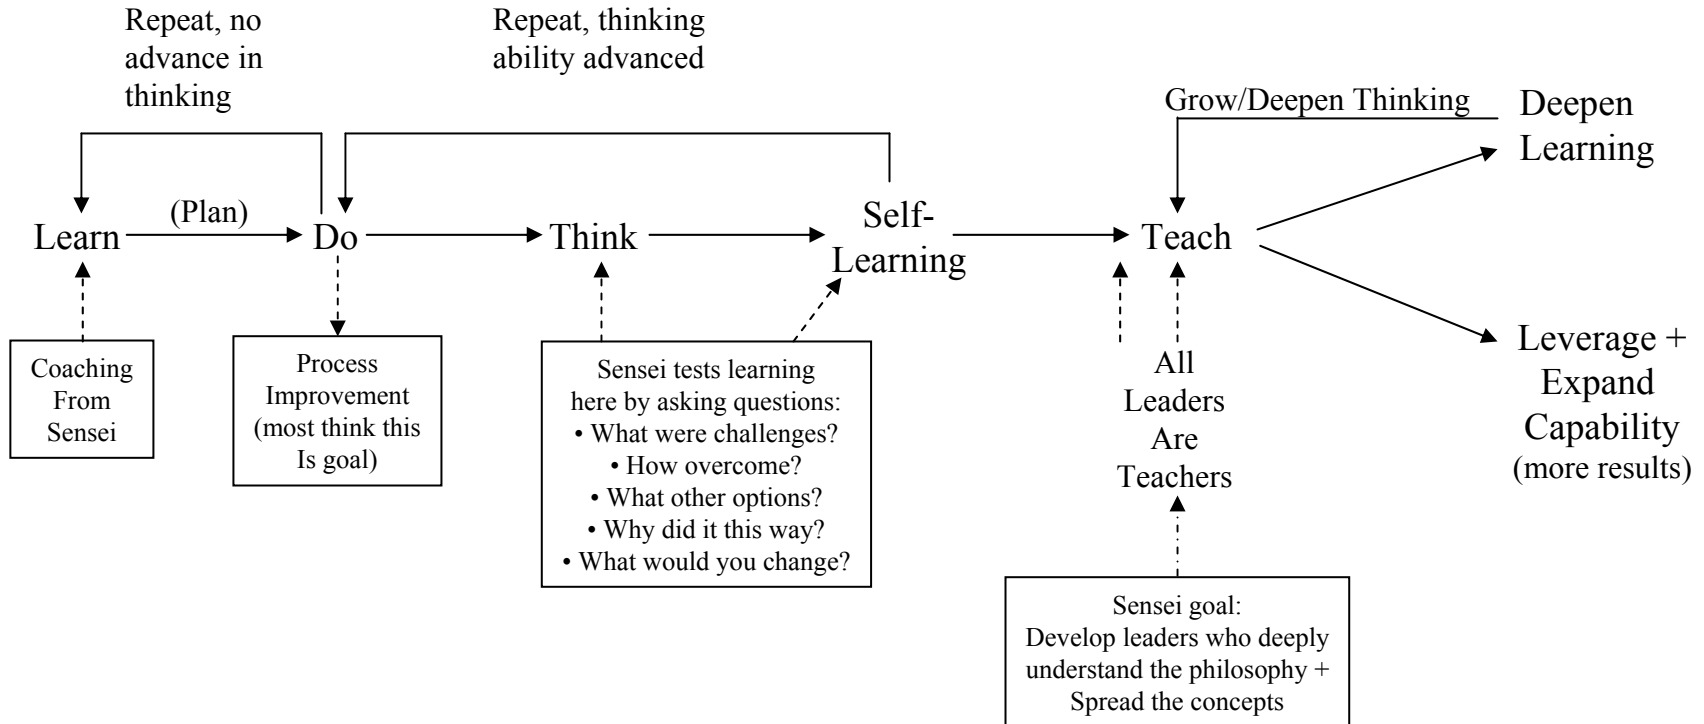 Repeat, no
advance in
thinking
Repeat, thinking
ability advanced
Grow/Deepen Thinking
Deepen
Learning
Learn
(Plan)
Do
Think
Self-
Learning
Teach
Coaching
From
Sensei
Process
Improvement
(most think this
Is goal)
Sensei tests learning
here by asking questions:
• What were challenges?
• How overcome?
• What other options?
• Why did it this way?
• What would you change?
All
Leaders
Are
Teachers
Leverage +
Expand
Capability
(more results)
Sensei goal:
Develop leaders who deeply
understand the philosophy +
Spread the concepts